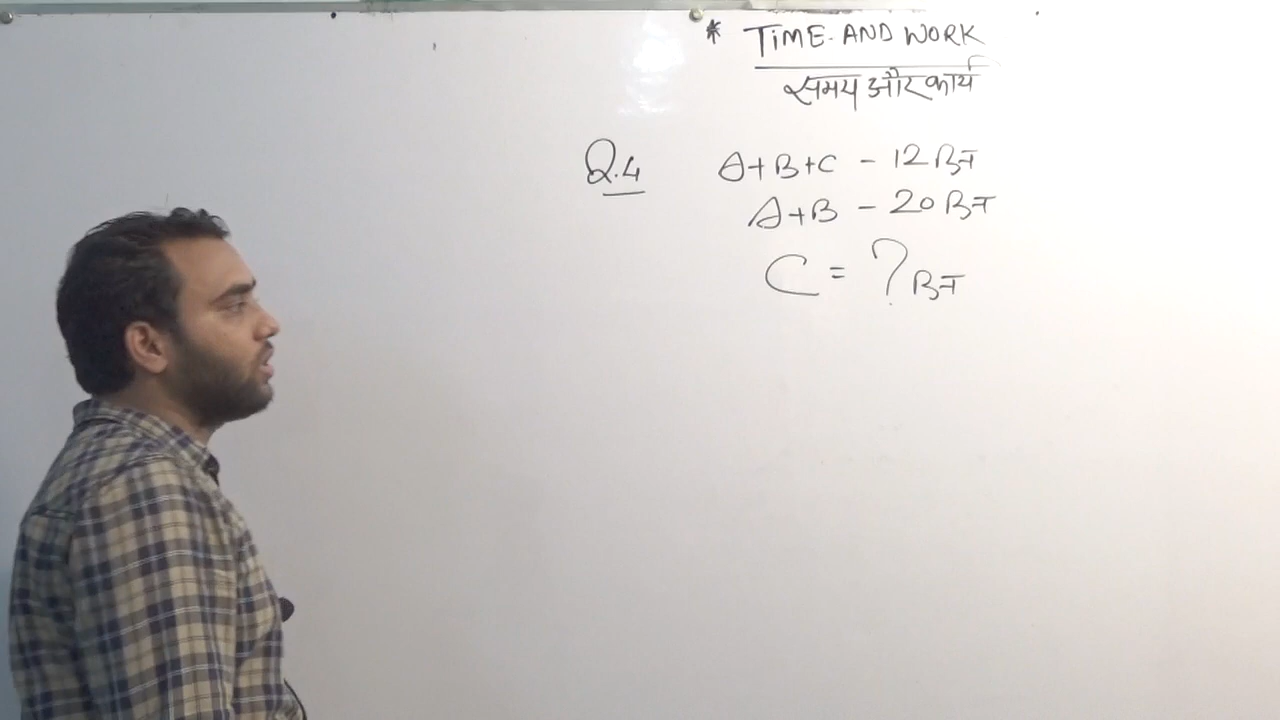 * TIME AND WORK
समय और कार्य
Q.4 A+B+C - 12 दिन
A+B - 20 दिन
C = ? दिन